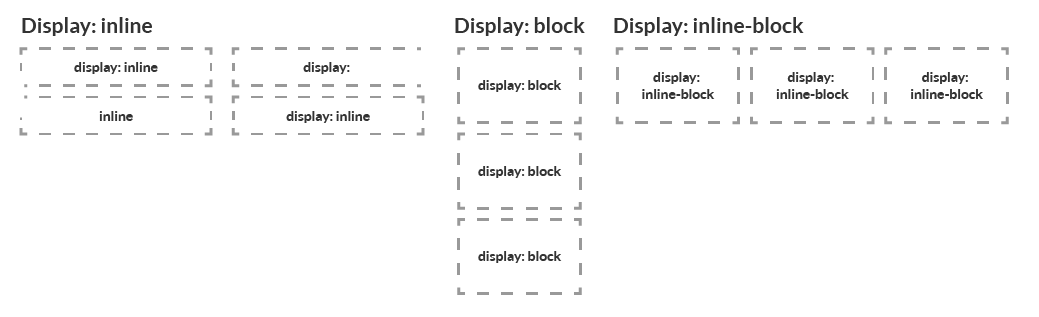 Display: inline
display: inline
display:
inline
display: inline
Display: block
display: block
display: block
display: block
Display: inline-block
display:
inline-block
display:
inline-block
display:
inline-block